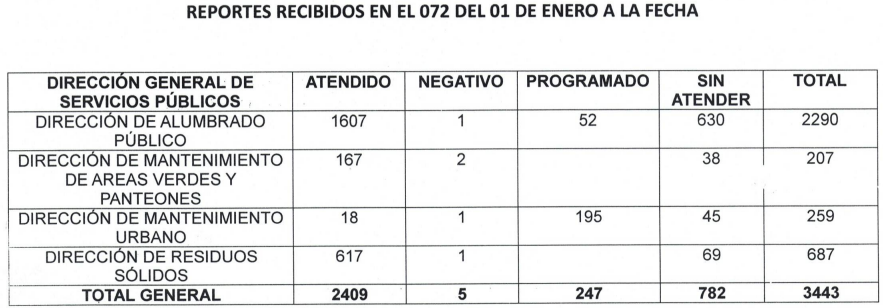 REPORTES RECIBIDOS EN EL 072 DEL 01 DE ENERO A LA FECHA
DIRECCIÓN GENERAL DE SERVICIOS PÚBLICOS ATENDIDO NEGATIVO PROGRAMADO SIN ATENDER TOTAL
DIRECCIÓN DE ALUMBRADO PÚBLICO 1607 1 52 630 2290
DIRECCIÓN DE MANTENIMIENTO DE AREAS VERDES Y PANTEONES 167 2 38 207
DIRECCIÓN DE MANTENIMIENTO URBANO 18 1 195 45 259
DIRECCIÓN DE RESIDUOS SÓLIDOS 617 1 69 687
TOTAL GENERAL 2409 5 247 782 3443